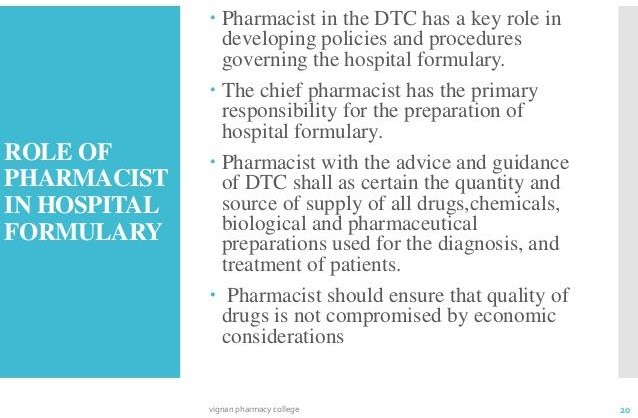 ROLE OF
PHARMACIST
IN HOSPITAL
FORMULARY
• Pharmacist in the DTC has a key role in
developing policies and procedures
governing the hospital formulary.
• The chief pharmacist has the primary
responsibility for the preparation of
hospital formulary.
• Pharmacist with the advice and guidance
of DTC shall as certain the quantity and
source of supply of all drugs,chemicals,
biological and pharmaceutical
preparations used for the diagnosis, and
treatment of patients.
• Pharmacist should ensure that quality of
drugs is not compromised by economic
considerations
vignan pharmacy college
20